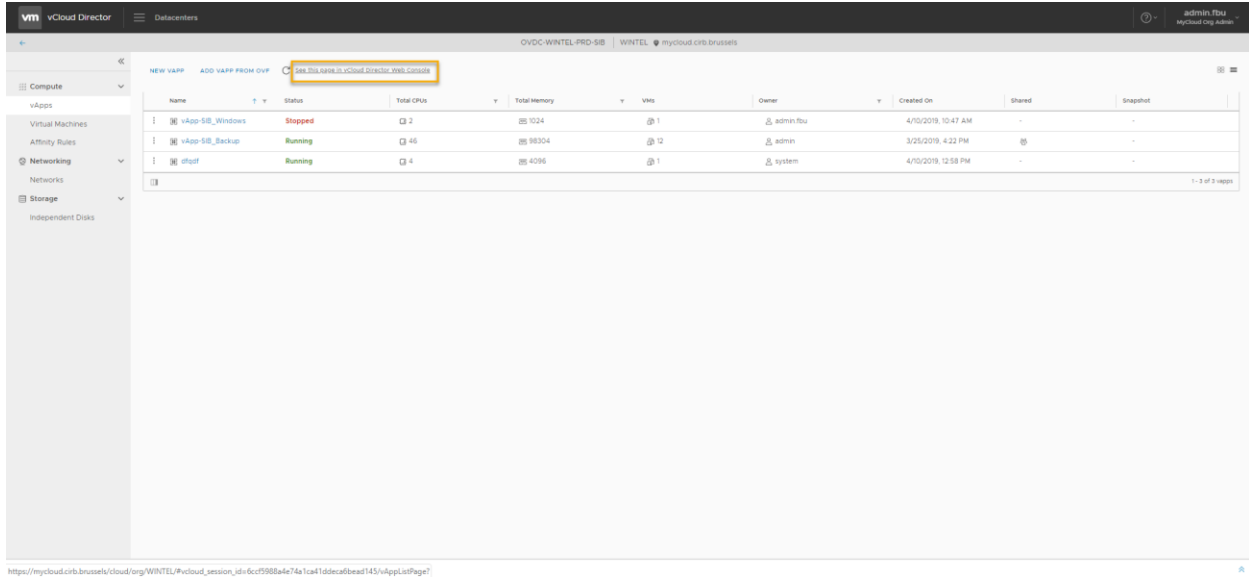 vm vCloud Director Datacenters admin.fbu
MyCloud Org Admin
OVDC-WINTEL-PRD-SIB WINTEL mycloud.cirb.brussels
NEW VAPP ADD VAPP FROM OVF See this page in vCloud Director Web Console
Compute
vApps
Virtual Machines
Affinity Rules
Networking
Networks
Storage
Independent Disks
Name Status Total CPUs Total Memory VMs Owner Created On Shared Snapshot
vApp-SIB_Windows Stopped 2 1024 1 admin.fbu 4/10/2019, 10:47 AM - -
vApp-SIB_Backup Running 46 98304 12 admin 3/25/2019, 4:22 PM -
Running 4 4096 1 system 4/10/2019, 12:58 PM - -
1 - 3 of 3 vapps
https://mycloud.cirb.brussels/cloud/org/WINTEL/#vcloud_session_id=6ccf5988a4e74a1ca41ddeca6bead145/vAppListPage?